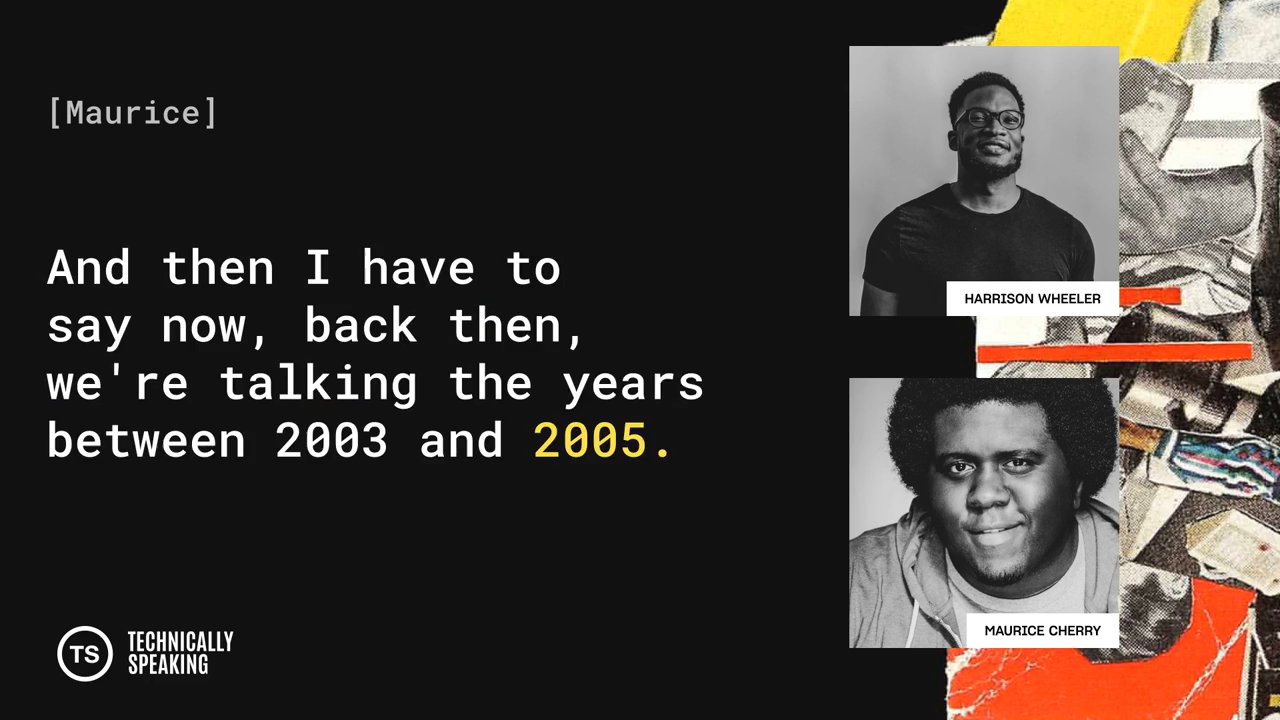 [Maurice]
And then I have to
say now, back then,
we're talking the years
between 2003 and 2005.
HARRISON WHEELER
MAURICE CHERRY
TS
TECHNICALLY
SPEAKING